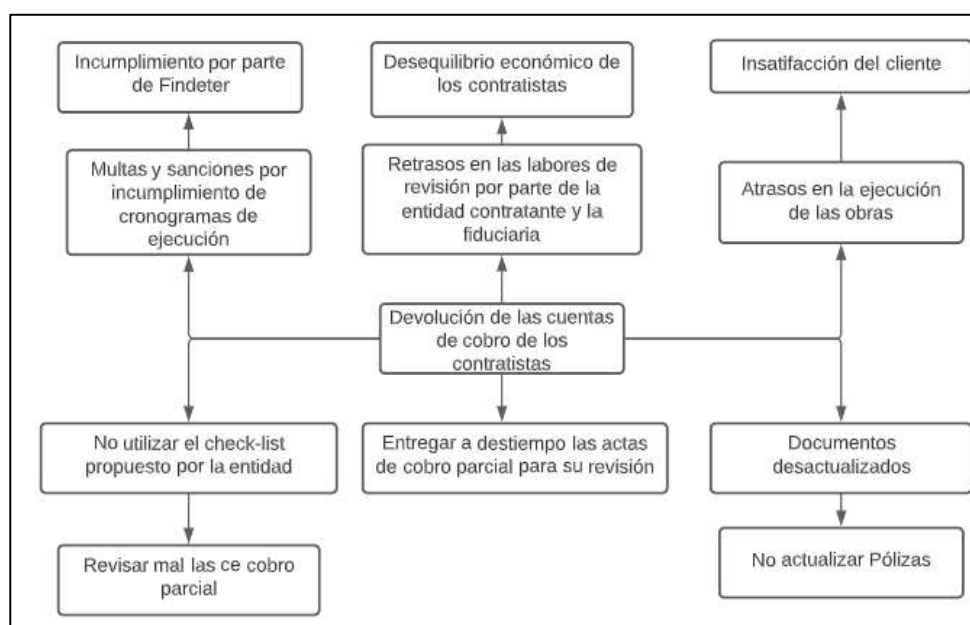 Incumplimiento por parte
de Findeter
Desequilibrio económico de
los contratistas
Insatifacción del cliente
Multas y sanciones por
incumplimiento de
cronogramas de
ejecución
Retrasos en las labores de
revisión por parte de la
entidad contratante y la
fiduciaria
Atrasos en la ejecución
de las obras
Devolución de las cuentas
de cobro de los
contratistas
No utilizar el check-list
propuesto por la entidad
Entregar a destiempo las actas
de cobro parcial para su revisión
Documentos
desactualizados
Revisar mal las ce cobro
parcial
No actualizar Pólizas